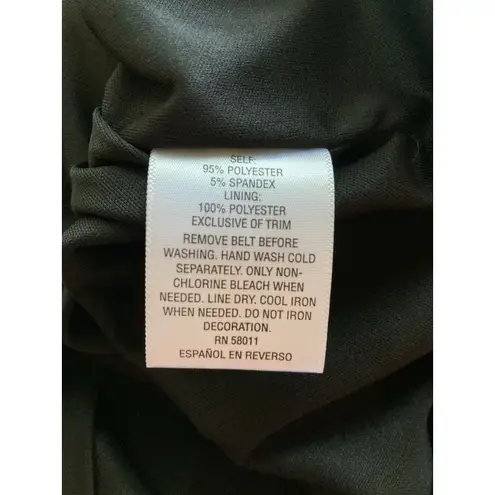 SELF:
95% POLYESTER
5% SPANDEX
LINING:
100% POLYESTER
EXCLUSIVE OF TRIM
REMOVE BELT BEFORE
WASHING. HAND WASH COLD
SEPARATELY. ONLY NON-
CHLORINE BLEACH WHEN
NEEDED. LINE DRY. COOL IRON
WHEN NEEDED. DO NOT IRON
DECORATION.
RN 58011
ESPAÑOL EN REVERSO